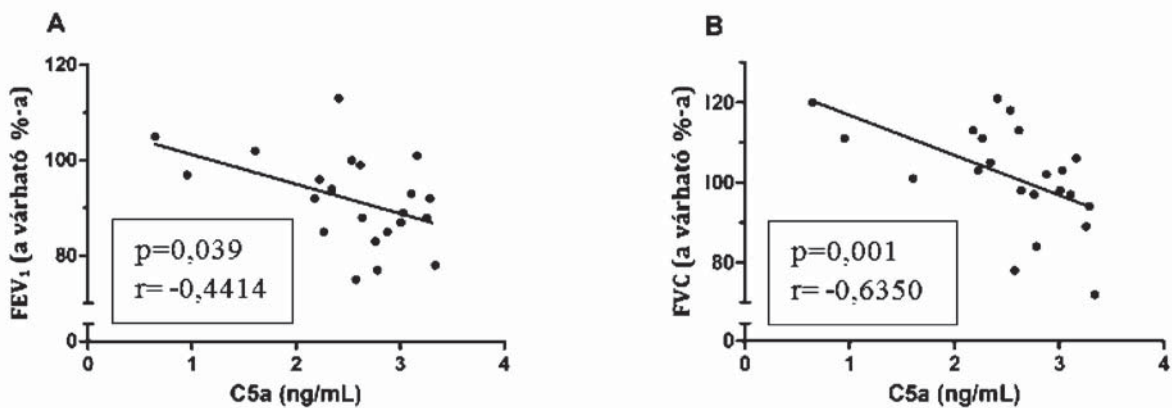 A
FEV₁ (a várható %-a)
120
100
80
0
p=0,039
r= -0,4414
0
1
2
3
4
C5a (ng/mL)
B
FVC (a várható %-a)
120
100
80
0
p=0,001
r= -0,6350
0
1
2
3
4
C5a (ng/mL)